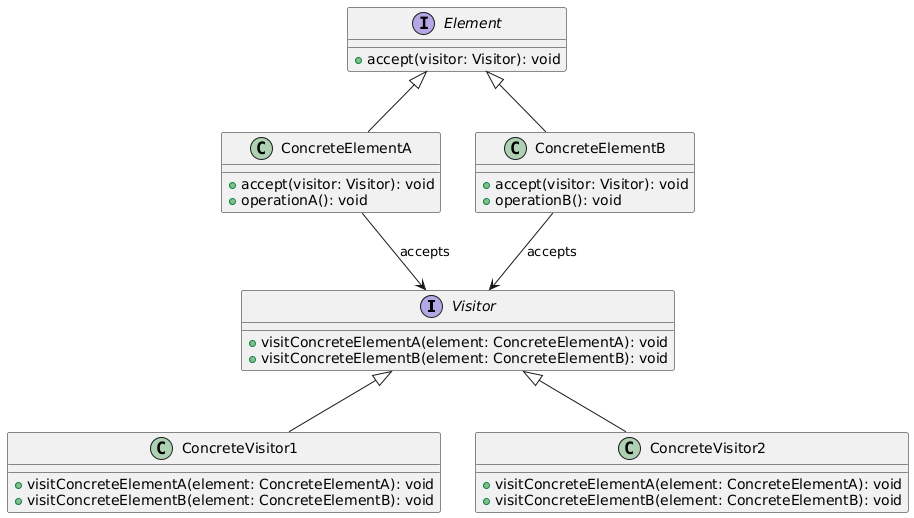 I Element
+ accept(visitor: Visitor): void
C ConcreteElementA
+ accept(visitor: Visitor): void
+ operationA(): void
C ConcreteElementB
+ accept(visitor: Visitor): void
+ operationB(): void
accepts
accepts
I Visitor
visitConcreteElementA(element: ConcreteElementA): void
visitConcreteElementB(element: ConcreteElementB): void
C ConcreteVisitor1
visitConcreteElementA(element: ConcreteElementA): void
visitConcreteElementB(element: ConcreteElementB): void
C ConcreteVisitor2
visitConcreteElementA(element: ConcreteElementA): void
visitConcreteElementB(element: ConcreteElementB): void